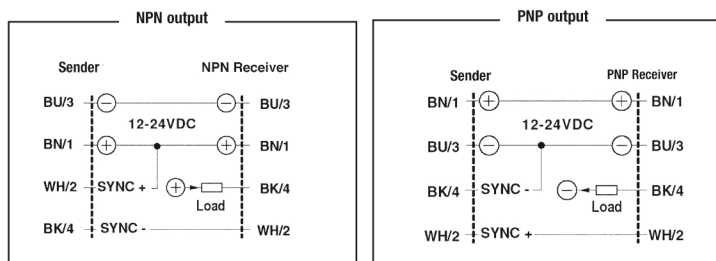 NPN output
Sender NPN Receiver
BU/3 BU/3
12-24VDC
BN/1 BN/1
WH/2 SYNC + BK/4
Load
BK/4 SYNC - WH/2
PNP output
Sender PNP Receiver
BN/1 BN/1
12-24VDC
BU/3 BU/3
BK/4 SYNC - BK/4
Load
WH/2 SYNC + WH/2